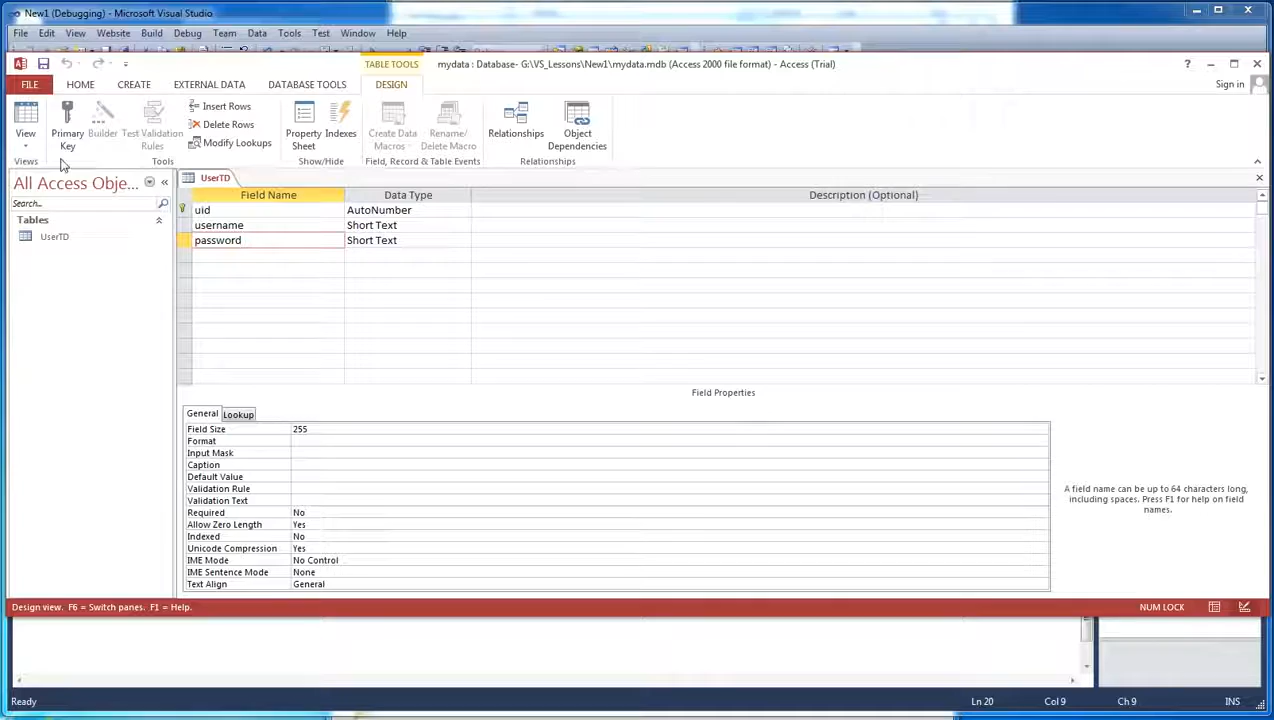 New1 (Debugging) - Microsoft Visual Studio
File Edit View Website Build Debug Team Data Tools Test Window Help
TABLE TOOLS mydata : Database- G:\VS_Lessons\New1\mydata.mdb (Access 2000 file format) - Access (Trial) ?
FILE HOME CREATE EXTERNAL DATA DATABASE TOOLS DESIGN Sign in
View
Primary Key
Builder
Test Validation Rules
Insert Rows
Delete Rows
Modify Lookups
Property Sheet
Indexes
Create Data Macros
Rename/ Delete Macro
Relationships
Object Dependencies
Views Tools Show/Hide Field, Record & Table Events Relationships
All Access Obje...
Search...
Tables
UserTD
UserTD
Field Name Data Type Description (Optional)
uid AutoNumber
username Short Text
password Short Text
Field Properties
General Lookup
Field Size 255
Format
Input Mask
Caption
Default Value
Validation Rule
Validation Text
Required No
Allow Zero Length Yes
Indexed No
Unicode Compression Yes
IME Mode No Control
IME Sentence Mode None
Text Align General
A field name can be up to 64 characters long,
including spaces. Press F1 for help on field
names.
Design view. F6 = Switch panes. F1 = Help. NUM LOCK
Ready Ln 20 Col 9 Ch 9 INS